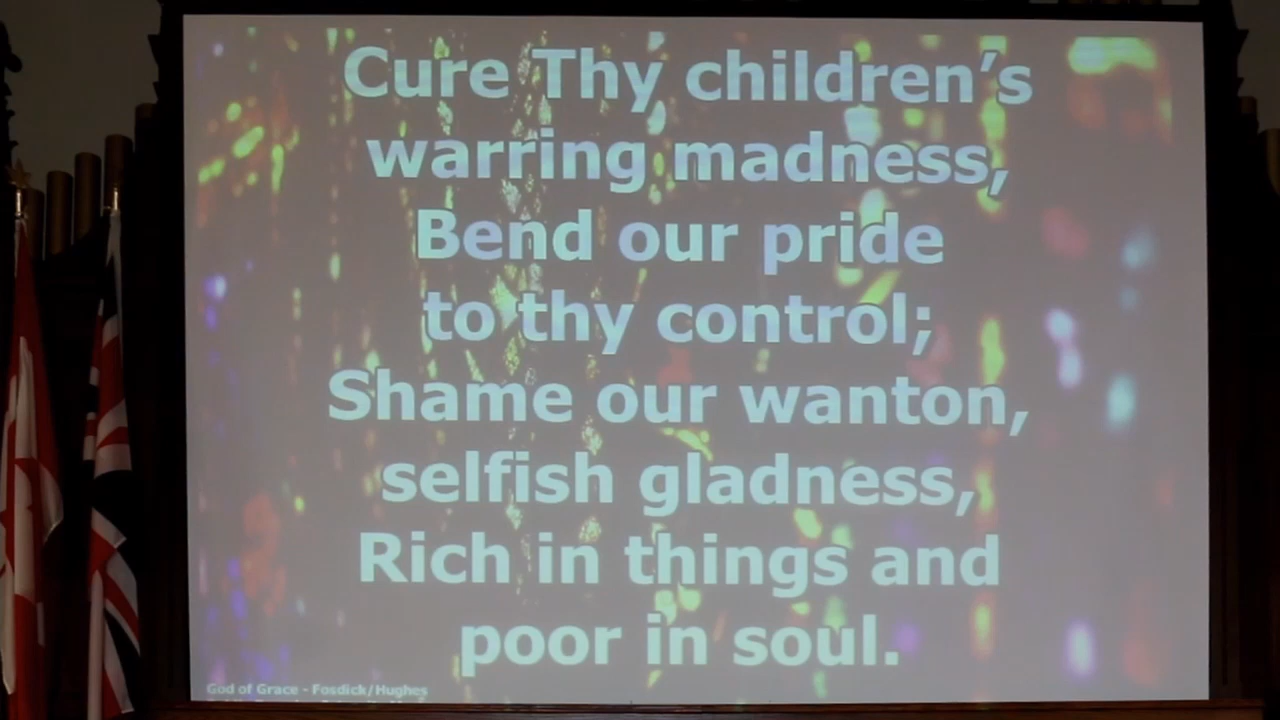 Cure Thy children's
warring madness,
Bend our pride
to thy control;
Shame our wanton,
selfish gladness,
Rich in things and
poor in soul.
God of Grace - Fosdick/Hughes